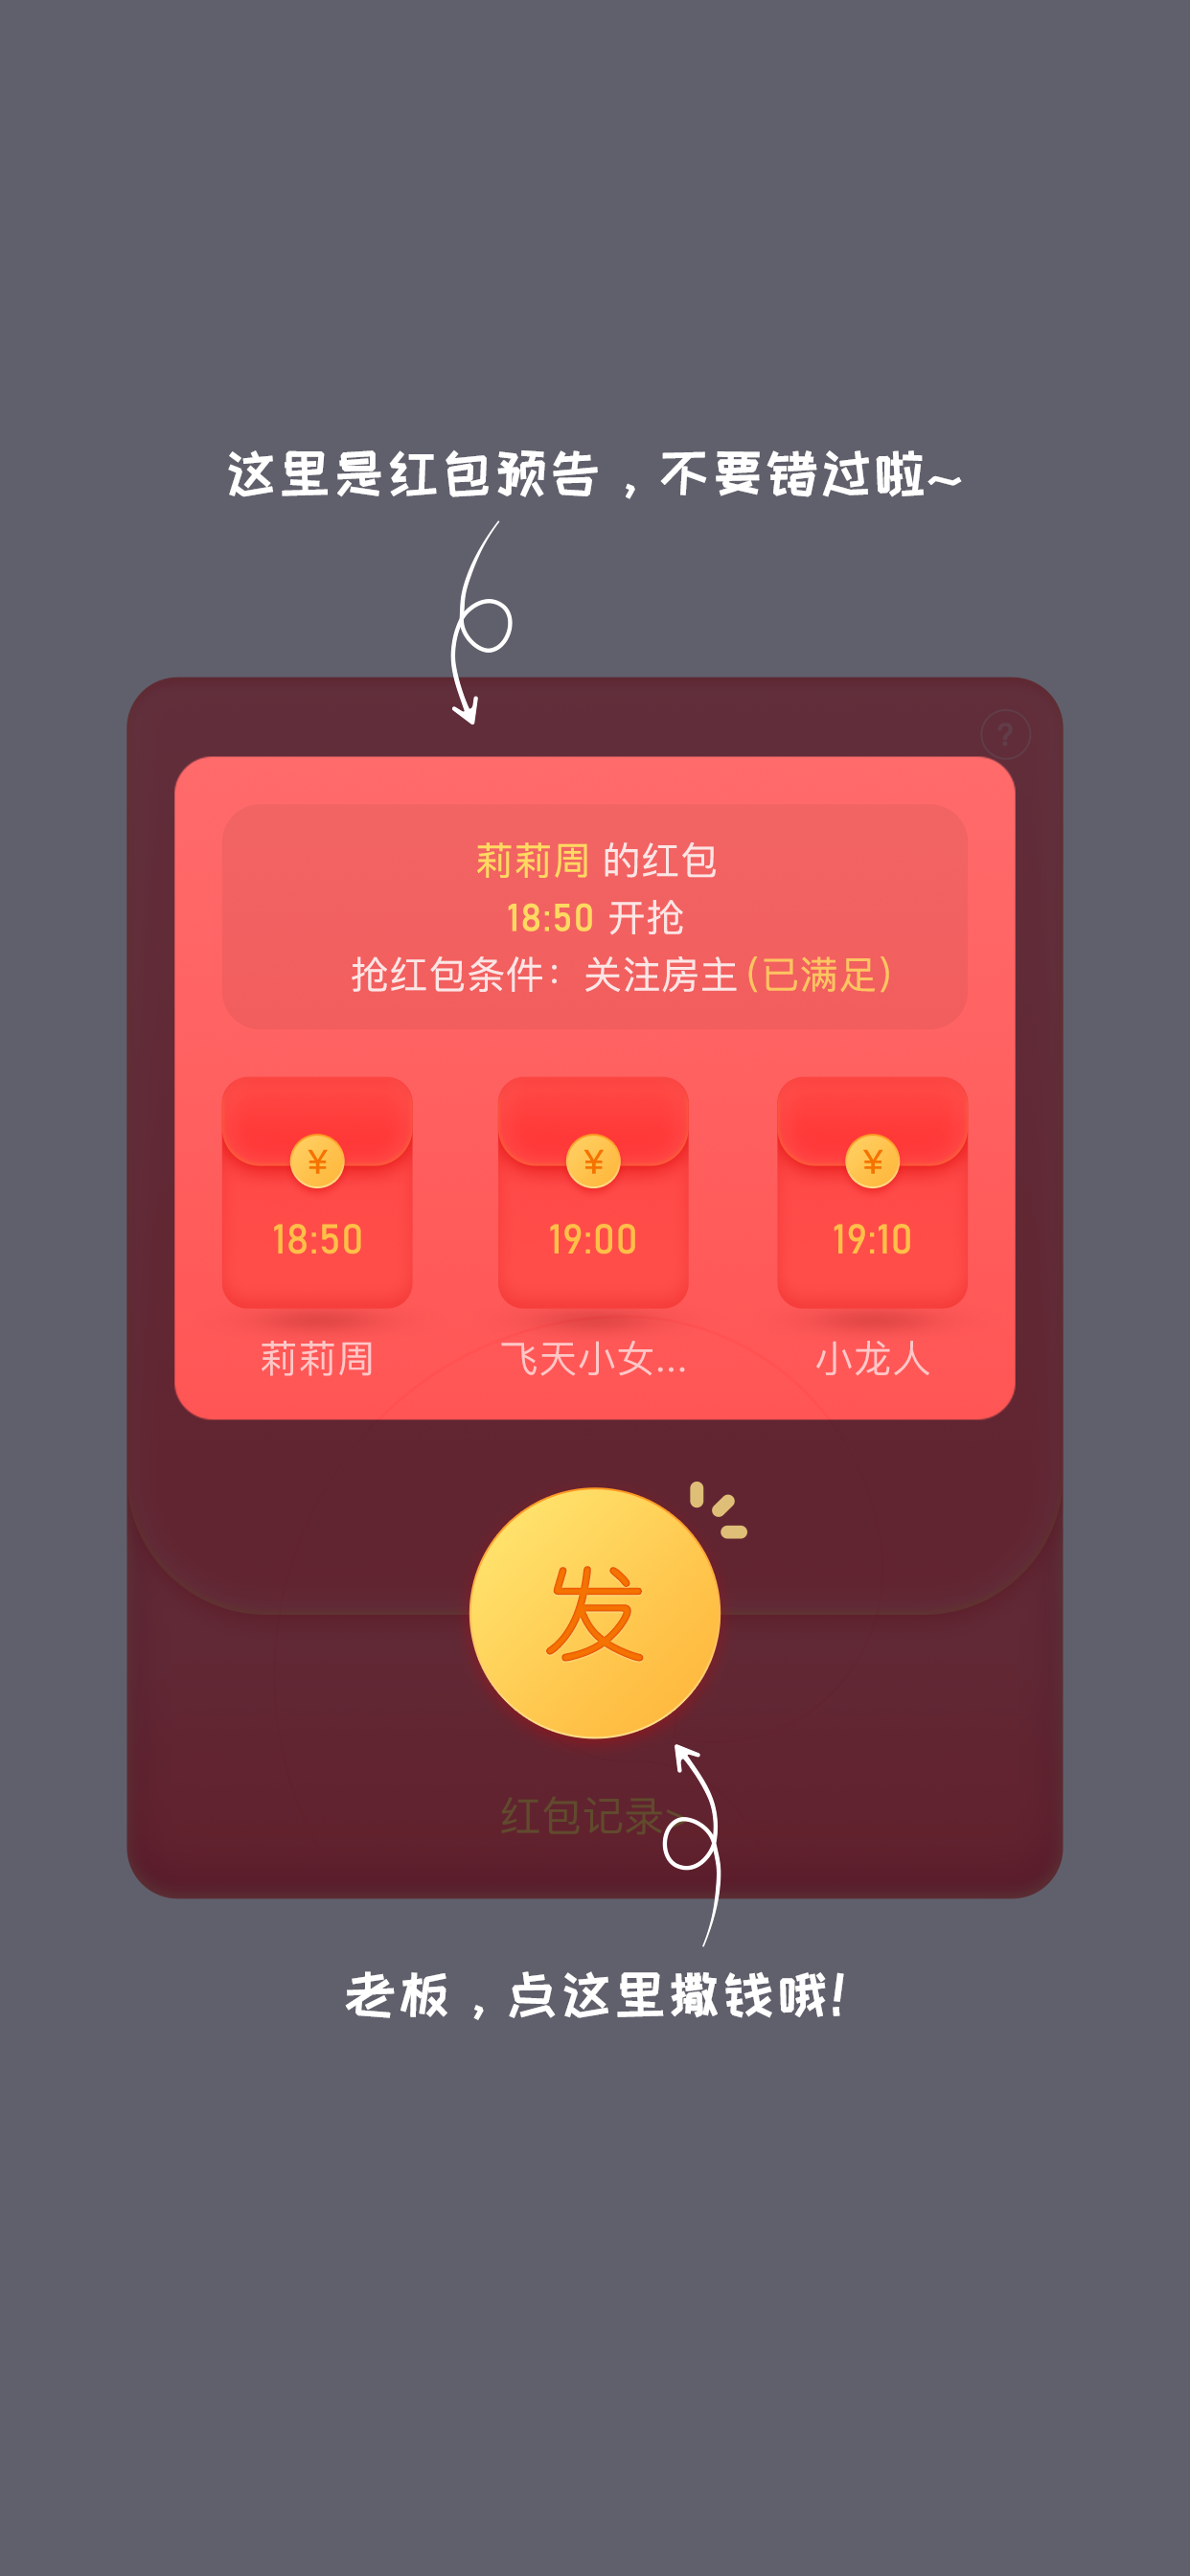 这里是红包预告，不要错过啦~
?
莉莉周 的红包
18:50 开抢
抢红包条件：关注房主(已满足)
¥ ¥ ¥
18:50 19:00 19:10
莉莉周 飞天小女... 小龙人
发
红包记录>
老板，点这里撒钱哦!